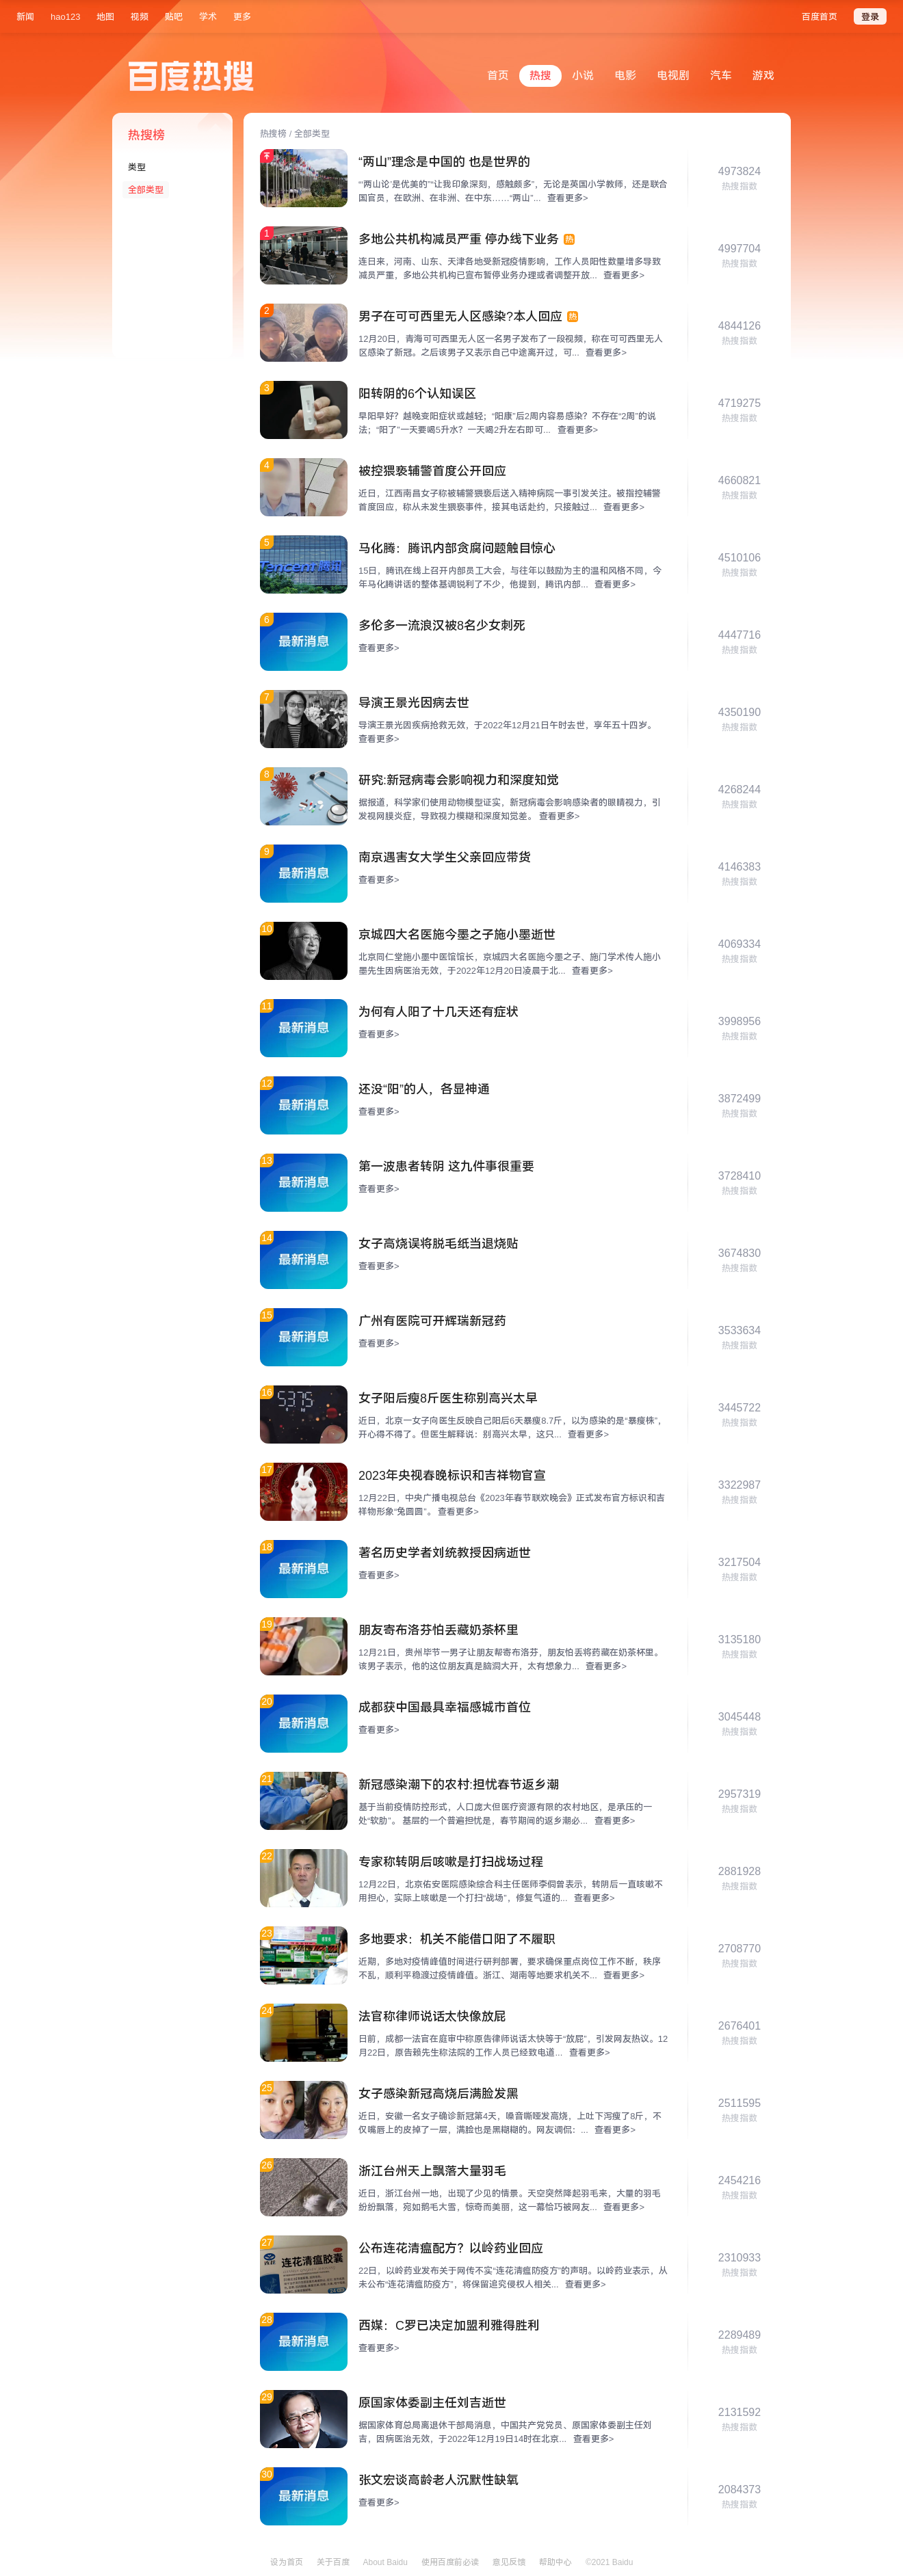 新闻 hao123 地图 视频 贴吧 学术 更多 百度首页 登录
百度热搜
首页 热搜 小说 电影 电视剧 汽车 游戏
热搜榜
类型
全部类型
热搜榜 / 全部类型
“两山”理念是中国的 也是世界的
“‘两山论’是优美的”“让我印象深刻，感触颇多”，无论是英国小学教师，还是联合
国官员，在欧洲、在非洲、在中东……“两山”... 查看更多>
4973824
热搜指数
1
多地公共机构减员严重 停办线下业务 热
连日来，河南、山东、天津各地受新冠疫情影响，工作人员阳性数量增多导致
减员严重，多地公共机构已宣布暂停业务办理或者调整开放... 查看更多>
4997704
热搜指数
2
男子在可可西里无人区感染?本人回应 热
12月20日，青海可可西里无人区一名男子发布了一段视频，称在可可西里无人
区感染了新冠。之后该男子又表示自己中途离开过，可... 查看更多>
4844126
热搜指数
3
阳转阴的6个认知误区
早阳早好？越晚变阳症状或越轻；“阳康”后2周内容易感染？不存在“2周”的说
法；“阳了”一天要喝5升水？一天喝2升左右即可... 查看更多>
4719275
热搜指数
4
被控猥亵辅警首度公开回应
近日，江西南昌女子称被辅警猥亵后送入精神病院一事引发关注。被指控辅警
首度回应，称从未发生猥亵事件，接其电话赴约，只接触过... 查看更多>
4660821
热搜指数
5
Tencent 腾讯
马化腾：腾讯内部贪腐问题触目惊心
15日，腾讯在线上召开内部员工大会，与往年以鼓励为主的温和风格不同，今
年马化腾讲话的整体基调锐利了不少，他提到，腾讯内部... 查看更多>
4510106
热搜指数
6
最新消息
多伦多一流浪汉被8名少女刺死
查看更多>
4447716
热搜指数
7
导演王景光因病去世
导演王景光因疾病抢救无效，于2022年12月21日午时去世，享年五十四岁。
查看更多>
4350190
热搜指数
8
研究:新冠病毒会影响视力和深度知觉
据报道，科学家们使用动物模型证实，新冠病毒会影响感染者的眼睛视力，引
发视网膜炎症，导致视力模糊和深度知觉差。 查看更多>
4268244
热搜指数
9
最新消息
南京遇害女大学生父亲回应带货
查看更多>
4146383
热搜指数
10
京城四大名医施今墨之子施小墨逝世
北京同仁堂施小墨中医馆馆长，京城四大名医施今墨之子、施门学术传人施小
墨先生因病医治无效，于2022年12月20日凌晨于北... 查看更多>
4069334
热搜指数
11
最新消息
为何有人阳了十几天还有症状
查看更多>
3998956
热搜指数
12
最新消息
还没“阳”的人，各显神通
查看更多>
3872499
热搜指数
13
最新消息
第一波患者转阴 这九件事很重要
查看更多>
3728410
热搜指数
14
最新消息
女子高烧误将脱毛纸当退烧贴
查看更多>
3674830
热搜指数
15
最新消息
广州有医院可开辉瑞新冠药
查看更多>
3533634
热搜指数
16
女子阳后瘦8斤医生称别高兴太早
近日，北京一女子向医生反映自己阳后6天暴瘦8.7斤，以为感染的是“暴瘦株”，
开心得不得了。但医生解释说：别高兴太早，这只... 查看更多>
3445722
热搜指数
17
2023年央视春晚标识和吉祥物官宣
12月22日，中央广播电视总台《2023年春节联欢晚会》正式发布官方标识和吉
祥物形象“兔圆圆”。 查看更多>
3322987
热搜指数
18
最新消息
著名历史学者刘统教授因病逝世
查看更多>
3217504
热搜指数
19
朋友寄布洛芬怕丢藏奶茶杯里
12月21日，贵州毕节一男子让朋友帮寄布洛芬，朋友怕丢将药藏在奶茶杯里。
该男子表示，他的这位朋友真是脑洞大开，太有想象力... 查看更多>
3135180
热搜指数
20
最新消息
成都获中国最具幸福感城市首位
查看更多>
3045448
热搜指数
21
新冠感染潮下的农村:担忧春节返乡潮
基于当前疫情防控形式，人口庞大但医疗资源有限的农村地区，是承压的一
处“软肋”。 基层的一个普遍担忧是，春节期间的返乡潮必... 查看更多>
2957319
热搜指数
22
专家称转阴后咳嗽是打扫战场过程
12月22日，北京佑安医院感染综合科主任医师李侗曾表示，转阴后一直咳嗽不
用担心，实际上咳嗽是一个打扫“战场”，修复气道的... 查看更多>
2881928
热搜指数
23
多地要求：机关不能借口阳了不履职
近期，多地对疫情峰值时间进行研判部署，要求确保重点岗位工作不断，秩序
不乱，顺利平稳渡过疫情峰值。浙江、湖南等地要求机关不... 查看更多>
2708770
热搜指数
24
法官称律师说话太快像放屁
日前，成都一法官在庭审中称原告律师说话太快等于“放屁”，引发网友热议。12
月22日，原告赖先生称法院的工作人员已经致电道... 查看更多>
2676401
热搜指数
25
女子感染新冠高烧后满脸发黑
近日，安徽一名女子确诊新冠第4天，嗓音嘶哑发高烧，上吐下泻瘦了8斤，不
仅嘴唇上的皮掉了一层，满脸也是黑糊糊的。网友调侃：... 查看更多>
2511595
热搜指数
26
浙江台州天上飘落大量羽毛
近日，浙江台州一地，出现了少见的情景。天空突然降起羽毛来，大量的羽毛
纷纷飘落，宛如鹅毛大雪，惊奇而美丽，这一幕恰巧被网友... 查看更多>
2454216
热搜指数
27
连花清瘟胶囊
公布连花清瘟配方？以岭药业回应
22日，以岭药业发布关于网传不实“连花清瘟防疫方”的声明。以岭药业表示，从
未公布“连花清瘟防疫方”，将保留追究侵权人相关... 查看更多>
2310933
热搜指数
28
最新消息
西媒：C罗已决定加盟利雅得胜利
查看更多>
2289489
热搜指数
29
原国家体委副主任刘吉逝世
据国家体育总局离退休干部局消息，中国共产党党员、原国家体委副主任刘
吉，因病医治无效，于2022年12月19日14时在北京... 查看更多>
2131592
热搜指数
30
最新消息
张文宏谈高龄老人沉默性缺氧
查看更多>
2084373
热搜指数
设为首页 关于百度 About Baidu 使用百度前必读 意见反馈 帮助中心 ©2021 Baidu